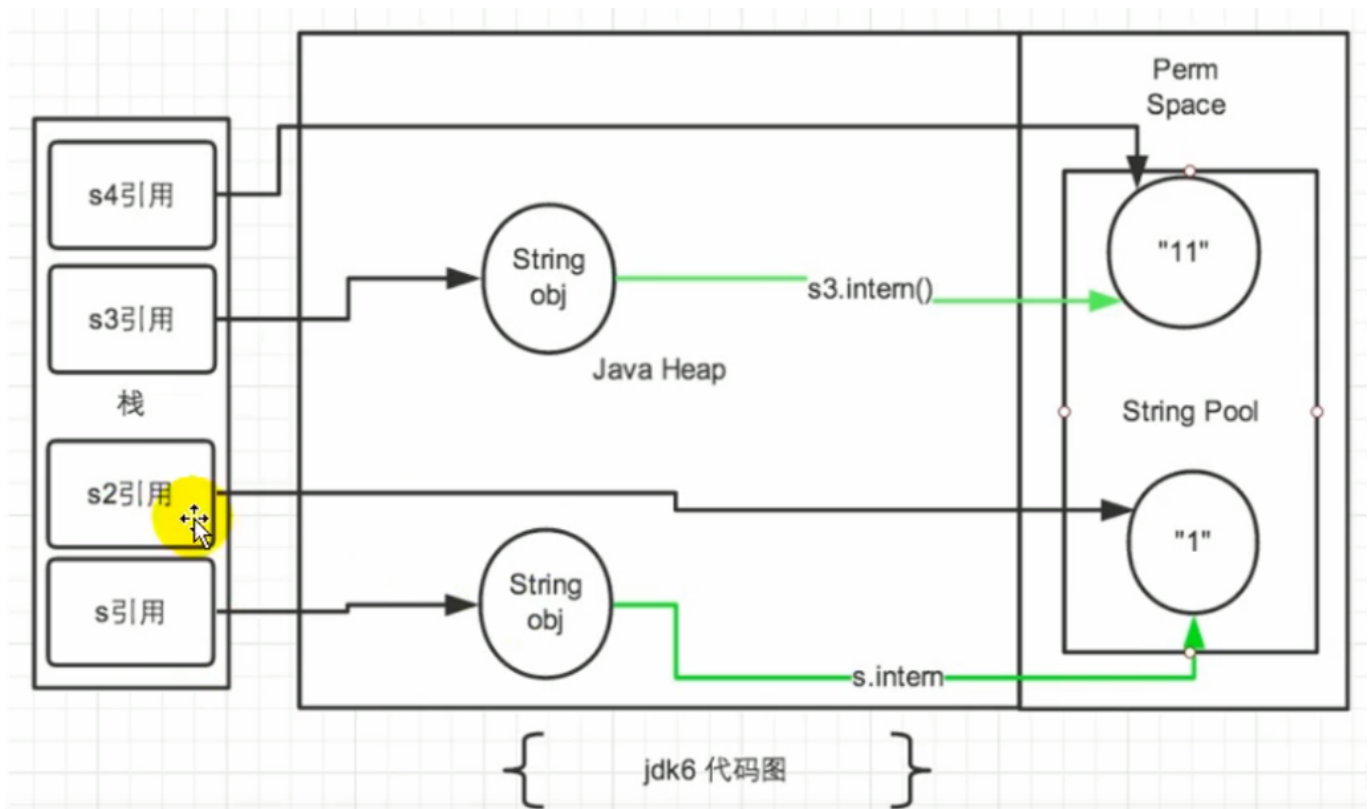 Perm
Space
s4引用
"11"
String
obj
s3.intern()
s3引用
Java Heap
栈
String Pool
s2引用
"1"
String
obj
s引用
s.intern
jdk6 代码图